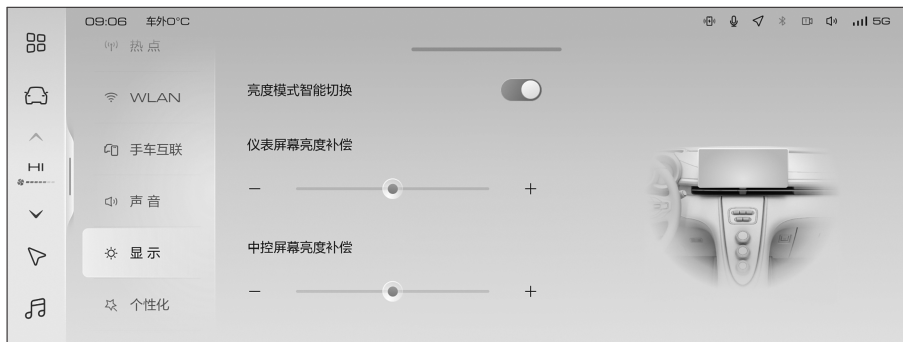 09:06 车外0°C
5G
热点
WLAN
手车互联
声音
显示
个性化
HI
亮度模式智能切换
仪表屏幕亮度补偿
中控屏幕亮度补偿